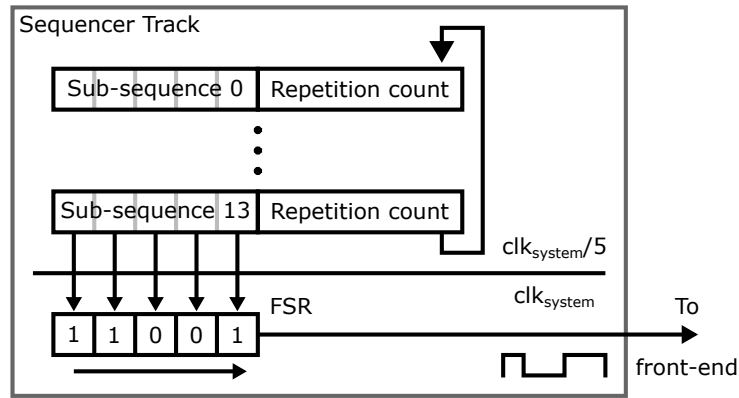 Sequencer Track
Sub-sequence 0 Repetition count
Sub-sequence 13 Repetition count
clksystem/5
clksystem
FSR
To
1 1 0 0 1
front-end